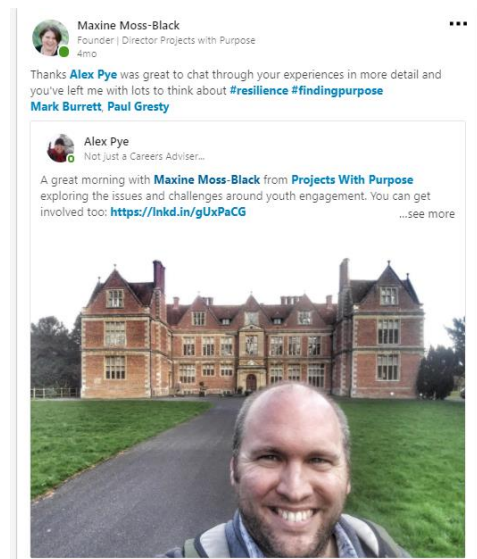 Maxine Moss-Black
Founder | Director Projects with Purpose
4mo
Thanks Alex Pye was great to chat through your experiences in more detail and
you've left me with lots to think about #resilience #findingpurpose
Mark Burrett, Paul Gresty
Alex Pye
Not just a Careers Adviser...
A great morning with Maxine Moss-Black from Projects With Purpose
exploring the issues and challenges around youth engagement. You can get
involved too: https://lnkd.in/gUxPaCG
...see more